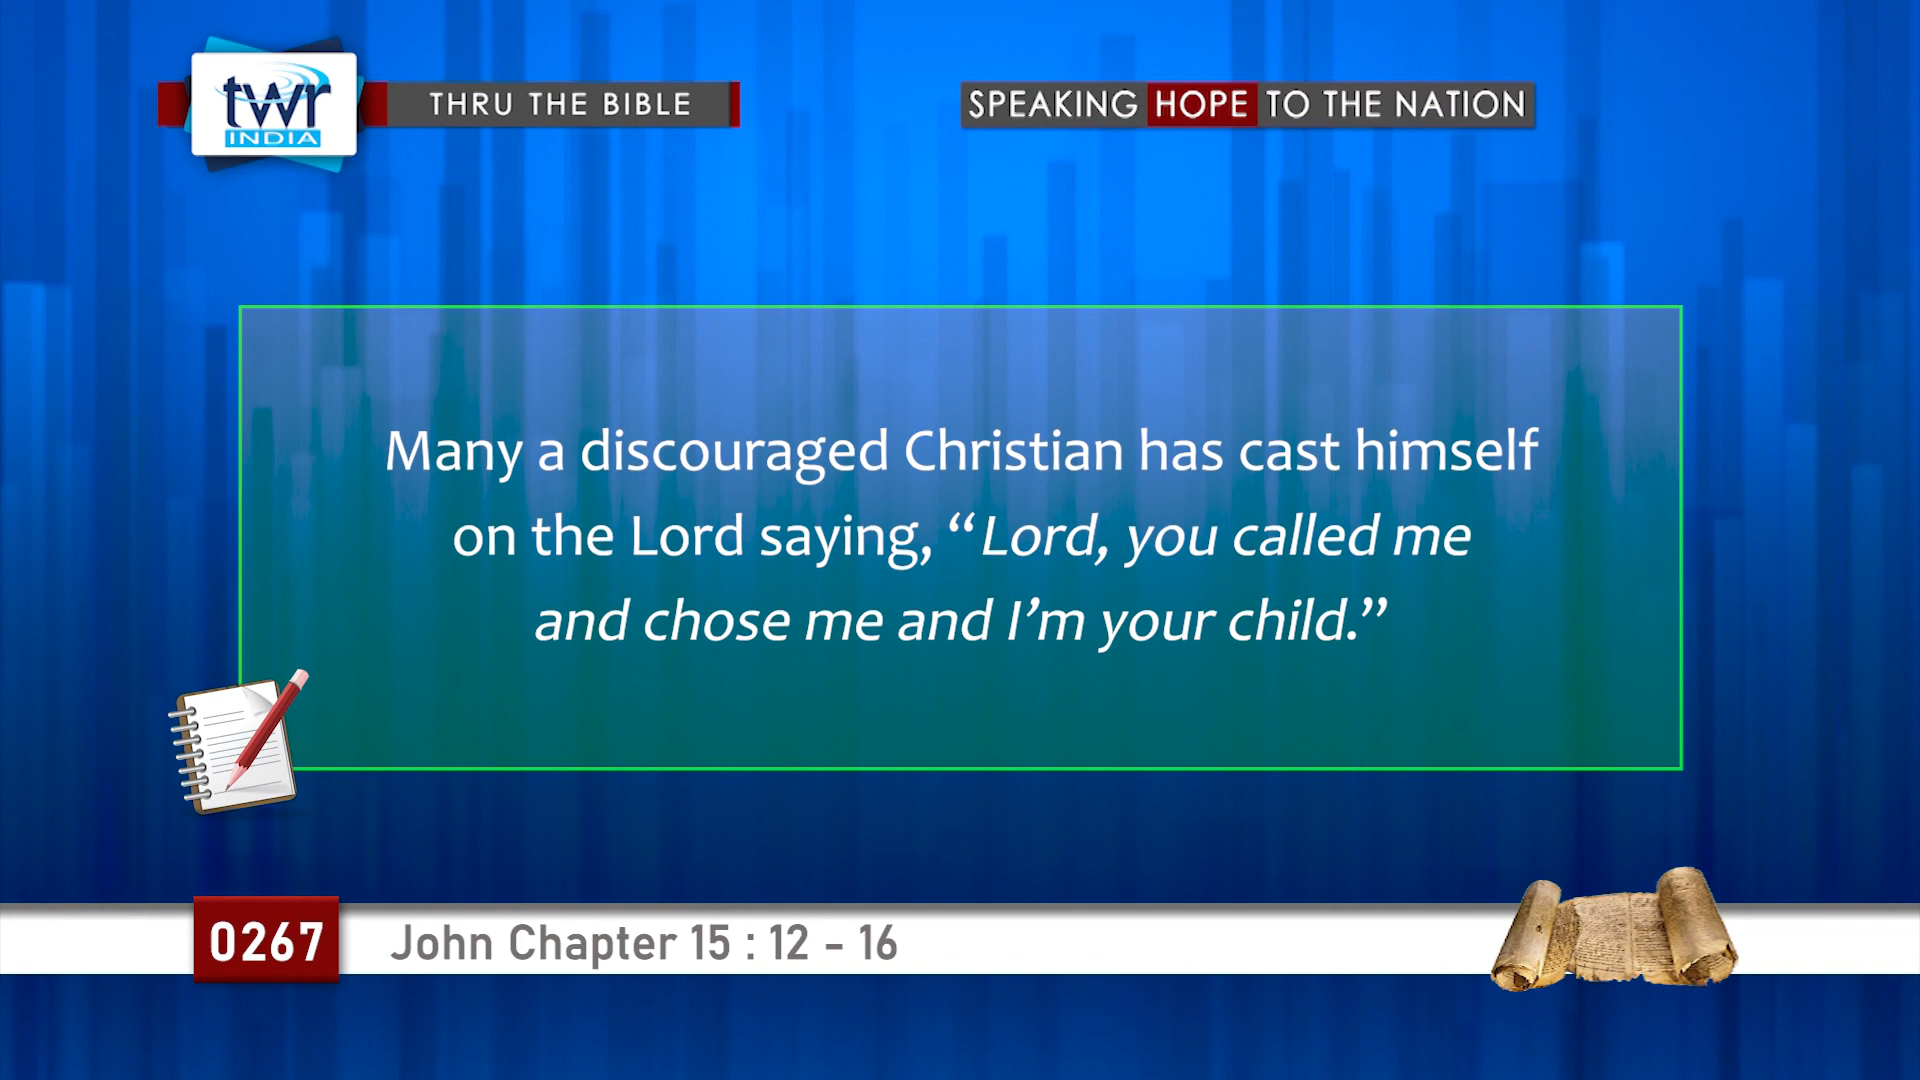 twr
INDIA
THRU THE BIBLE
SPEAKING HOPE TO THE NATION
Many a discouraged Christian has cast himself
on the Lord saying, “Lord, you called me
and chose me and I’m your child.”
0267
John Chapter 15 : 12 - 16